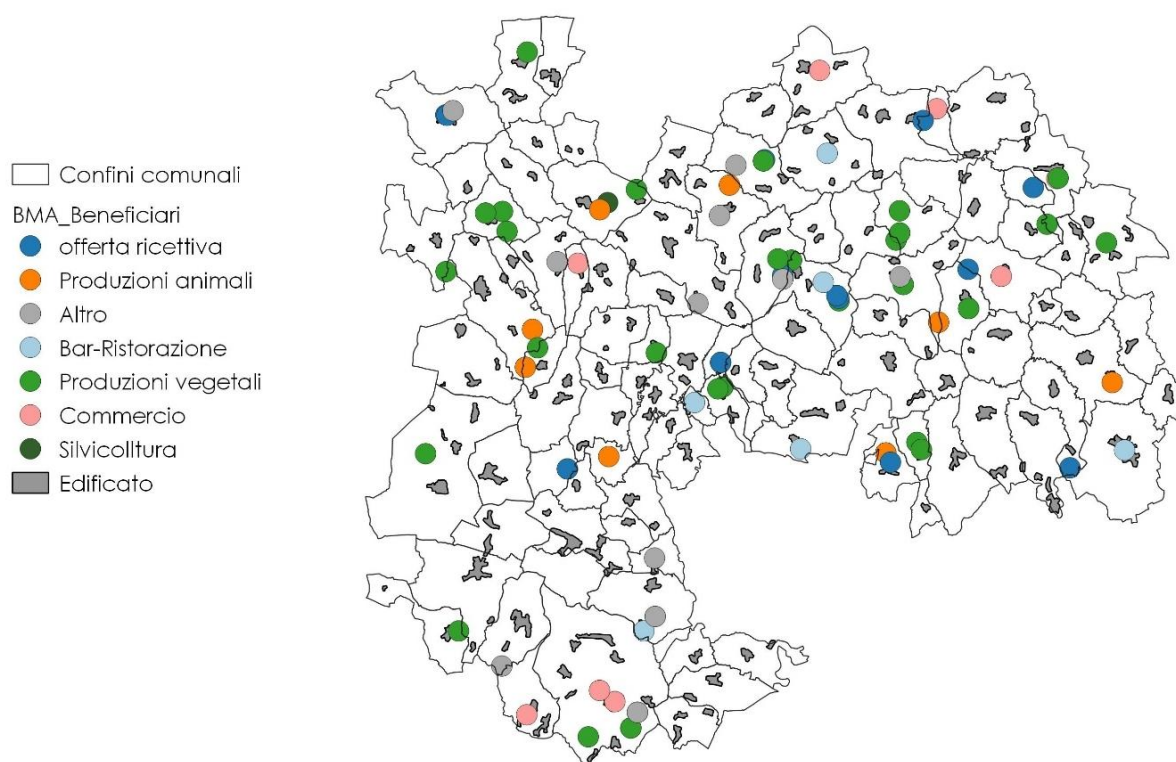 Confini comunali
BMA_Beneficiari
offerta ricettiva
Produzioni animali
Altro
Bar-Ristorazione
Produzioni vegetali
Commercio
Silvicolltura
Edificato